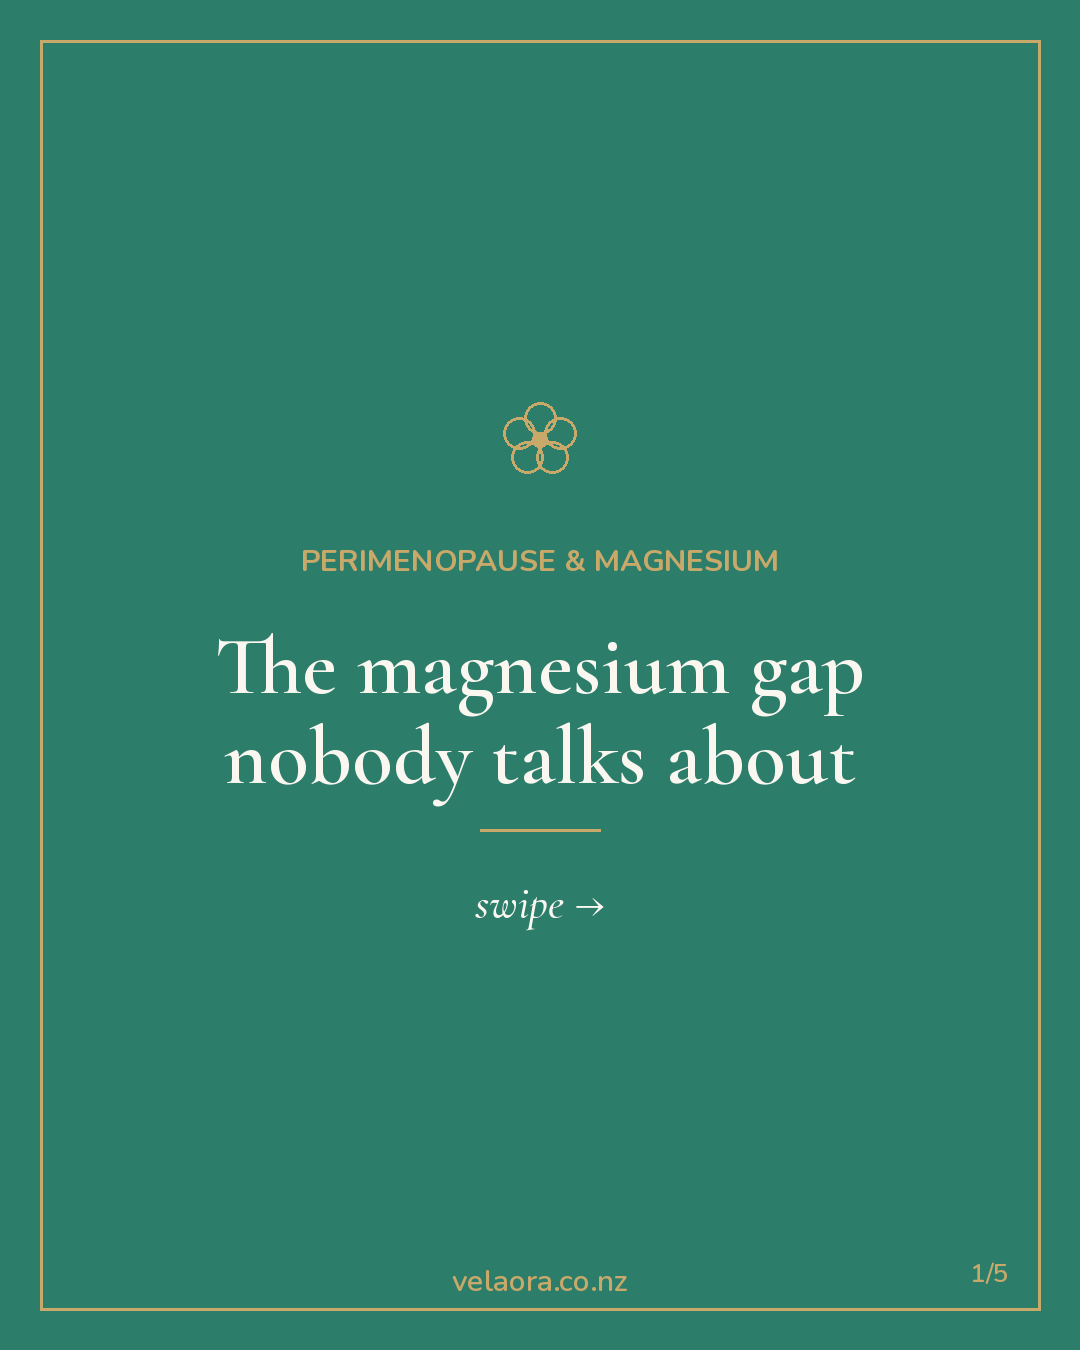 PERIMENOPAUSE & MAGNESIUM
The magnesium gap
nobody talks about
swipe →
velaora.co.nz
1/5